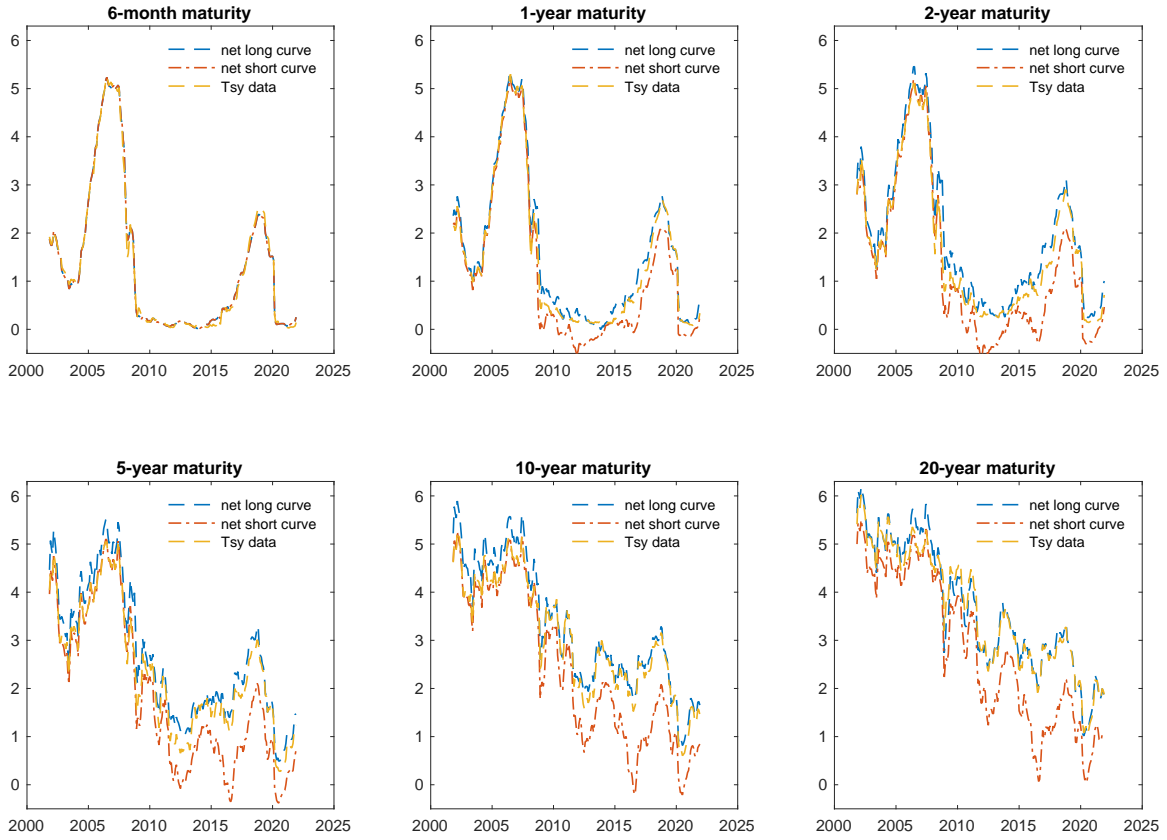 6-month maturity
6
5
4
3
2
1
0
net long curve
net short curve
Tsy data
2000 2005 2010 2015 2020 2025
1-year maturity
6
5
4
3
2
1
0
net long curve
net short curve
Tsy data
2000 2005 2010 2015 2020 2025
2-year maturity
6
5
4
3
2
1
0
net long curve
net short curve
Tsy data
2000 2005 2010 2015 2020 2025
5-year maturity
6
5
4
3
2
1
0
net long curve
net short curve
Tsy data
2000 2005 2010 2015 2020 2025
10-year maturity
6
5
4
3
2
1
0
net long curve
net short curve
Tsy data
2000 2005 2010 2015 2020 2025
20-year maturity
6
5
4
3
2
1
0
net long curve
net short curve
Tsy data
2000 2005 2010 2015 2020 2025